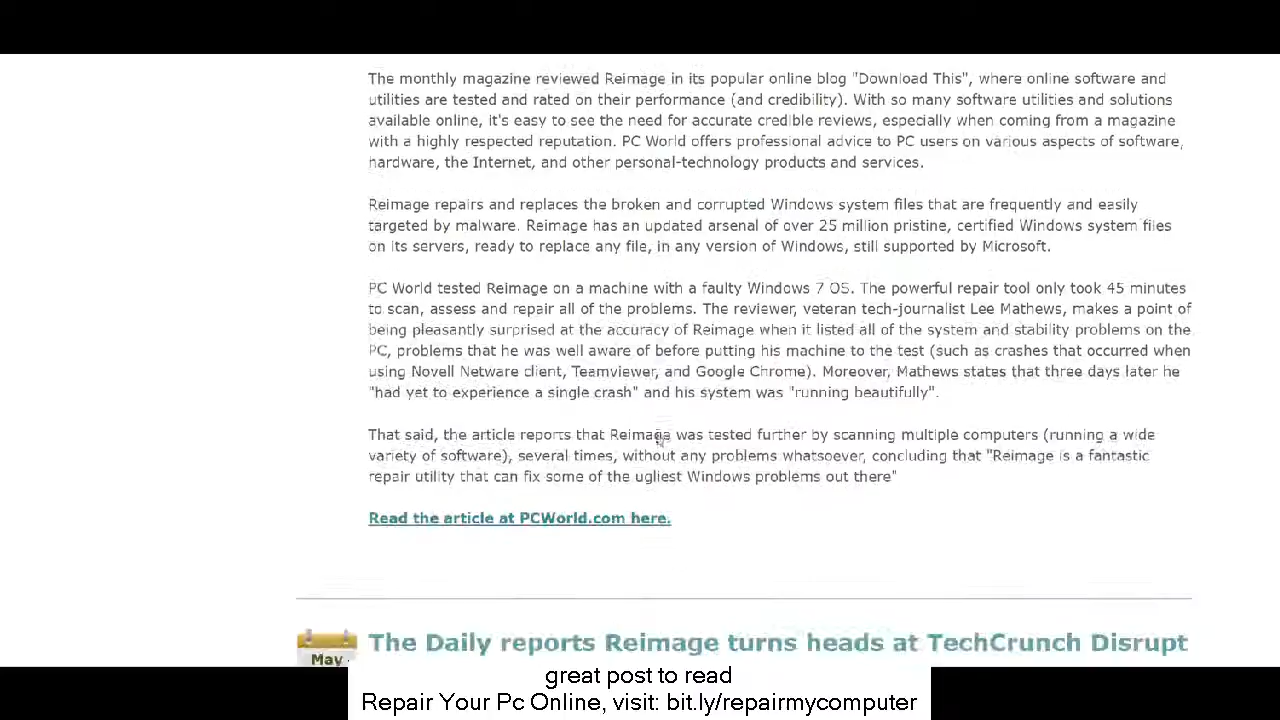 The monthly magazine reviewed Reimage in its popular online blog "Download This", where online software and
utilities are tested and rated on their performance (and credibility). With so many software utilities and solutions
available online, it's easy to see the need for accurate credible reviews, especially when coming from a magazine
with a highly respected reputation. PC World offers professional advice to PC users on various aspects of software,
hardware, the Internet, and other personal-technology products and services.
Reimage repairs and replaces the broken and corrupted Windows system files that are frequently and easily
targeted by malware. Reimage has an updated arsenal of over 25 million pristine, certified Windows system files
on its servers, ready to replace any file, in any version of Windows, still supported by Microsoft.
PC World tested Reimage on a machine with a faulty Windows 7 OS. The powerful repair tool only took 45 minutes
to scan, assess and repair all of the problems. The reviewer, veteran tech-journalist Lee Mathews, makes a point of
being pleasantly surprised at the accuracy of Reimage when it listed all of the system and stability problems on the
PC, problems that he was well aware of before putting his machine to the test (such as crashes that occurred when
using Novell Netware client, Teamviewer, and Google Chrome). Moreover, Mathews states that three days later he
"had yet to experience a single crash" and his system was "running beautifully".
That said, the article reports that Reimage was tested further by scanning multiple computers (running a wide
variety of software), several times, without any problems whatsoever, concluding that "Reimage is a fantastic
repair utility that can fix some of the ugliest Windows problems out there"
Read the article at PCWorld.com here.
The Daily reports Reimage turns heads at TechCrunch Disrupt
May
great post to read
Repair Your Pc Online, visit: bit.ly/repairmycomputer